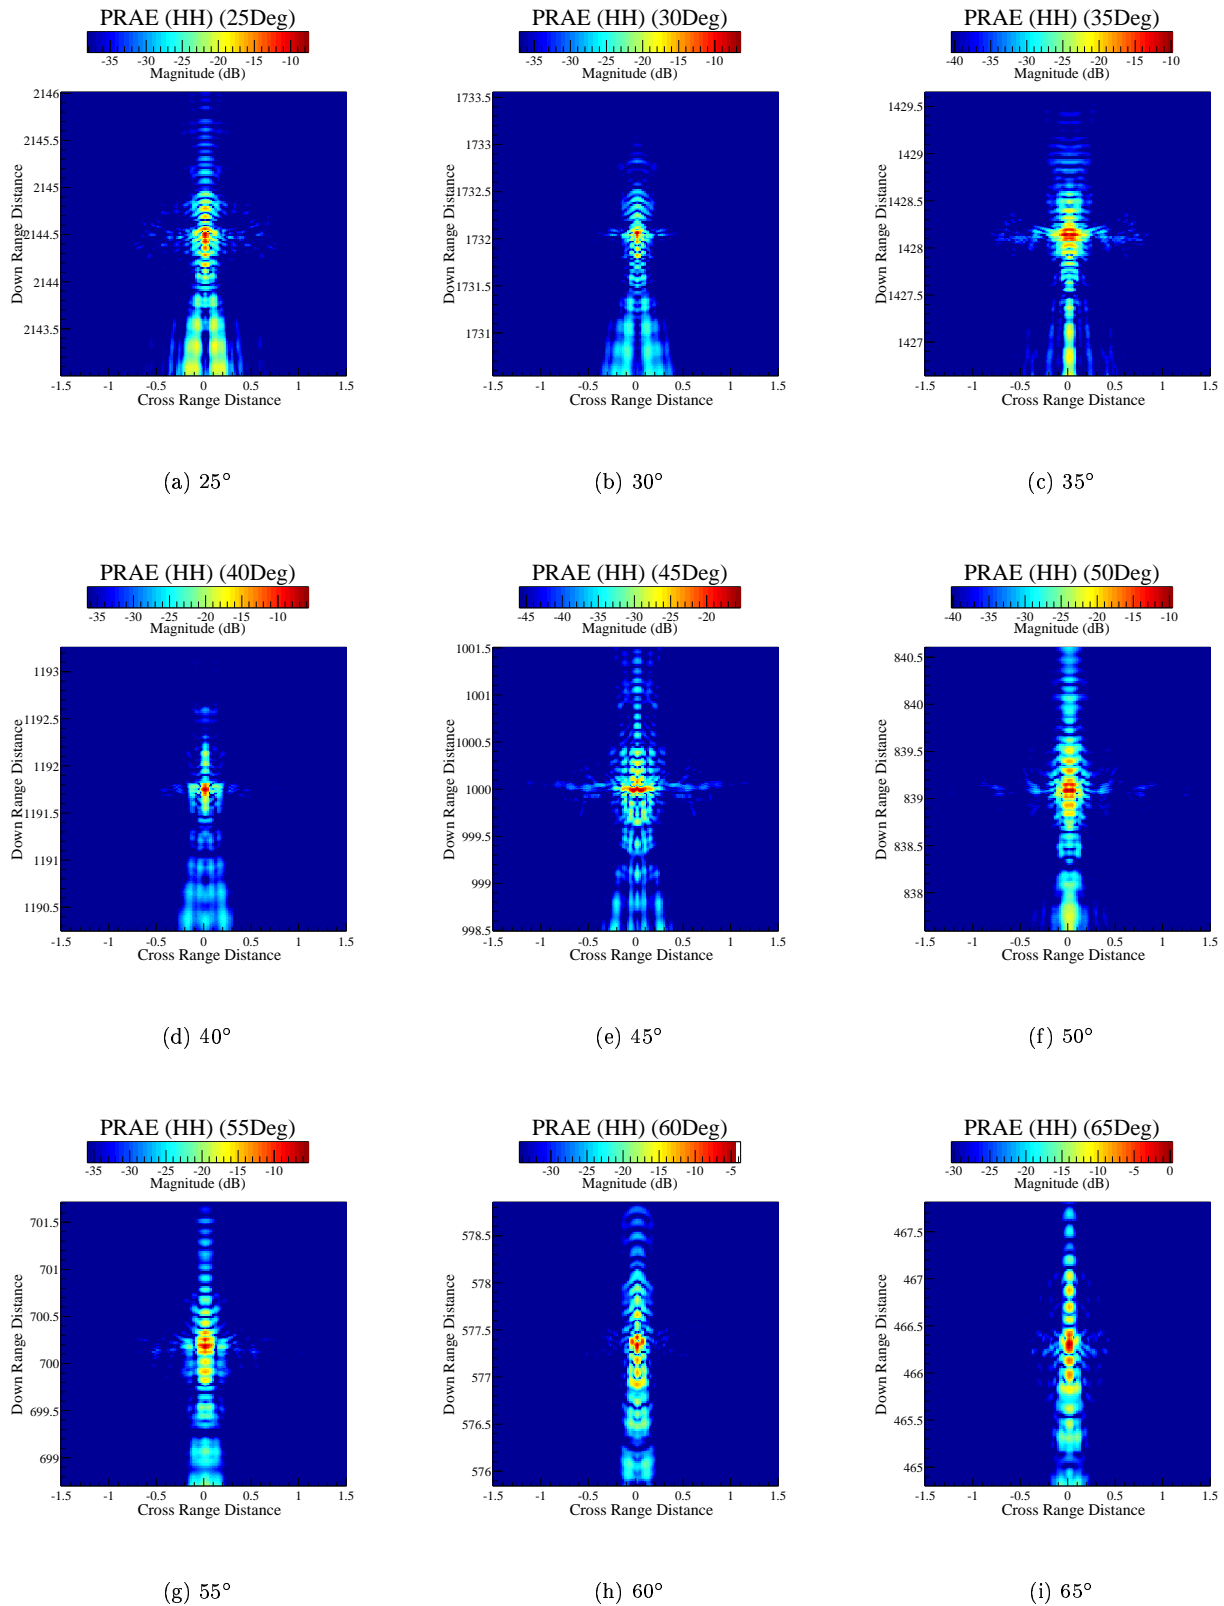 PRAE (HH) (25Deg)
-35 -30 -25 -20 -15 -10
Magnitude (dB)
2146
2145.5
2145
2144.5
2144
2143.5
Down Range Distance
-1.5 -1 -0.5 0 0.5 1 1.5
Cross Range Distance
(a) 25°
PRAE (HH) (30Deg)
-35 -30 -25 -20 -15 -10
Magnitude (dB)
1733.5
1733
1732.5
1732
1731.5
1731
Down Range Distance
-1.5 -1 -0.5 0 0.5 1 1.5
Cross Range Distance
(b) 30°
PRAE (HH) (35Deg)
-40 -35 -30 -25 -20 -15 -10
Magnitude (dB)
1429.5
1429
1428.5
1428
1427.5
1427
Down Range Distance
-1.5 -1 -0.5 0 0.5 1 1.5
Cross Range Distance
(c) 35°
PRAE (HH) (40Deg)
-35 -30 -25 -20 -15 -10
Magnitude (dB)
1193
1192.5
1192
1191.5
1191
1190.5
Down Range Distance
-1.5 -1 -0.5 0 0.5 1 1.5
Cross Range Distance
(d) 40°
PRAE (HH) (45Deg)
-45 -40 -35 -30 -25 -20
Magnitude (dB)
1001.5
1001
1000.5
1000
999.5
999
998.5
Down Range Distance
-1.5 -1 -0.5 0 0.5 1 1.5
Cross Range Distance
(e) 45°
PRAE (HH) (50Deg)
-40 -35 -30 -25 -20 -15 -10
Magnitude (dB)
840.5
840
839.5
839
838.5
838
Down Range Distance
-1.5 -1 -0.5 0 0.5 1 1.5
Cross Range Distance
(f) 50°
PRAE (HH) (55Deg)
-35 -30 -25 -20 -15 -10
Magnitude (dB)
701.5
701
700.5
700
699.5
699
Down Range Distance
-1.5 -1 -0.5 0 0.5 1 1.5
Cross Range Distance
(g) 55°
PRAE (HH) (60Deg)
-30 -25 -20 -15 -10 -5
Magnitude (dB)
578.5
578
577.5
577
576.5
576
Down Range Distance
-1.5 -1 -0.5 0 0.5 1 1.5
Cross Range Distance
(h) 60°
PRAE (HH) (65Deg)
-30 -25 -20 -15 -10 -5 0
Magnitude (dB)
467.5
467
466.5
466
465.5
465
Down Range Distance
-1.5 -1 -0.5 0 0.5 1 1.5
Cross Range Distance
(i) 65°